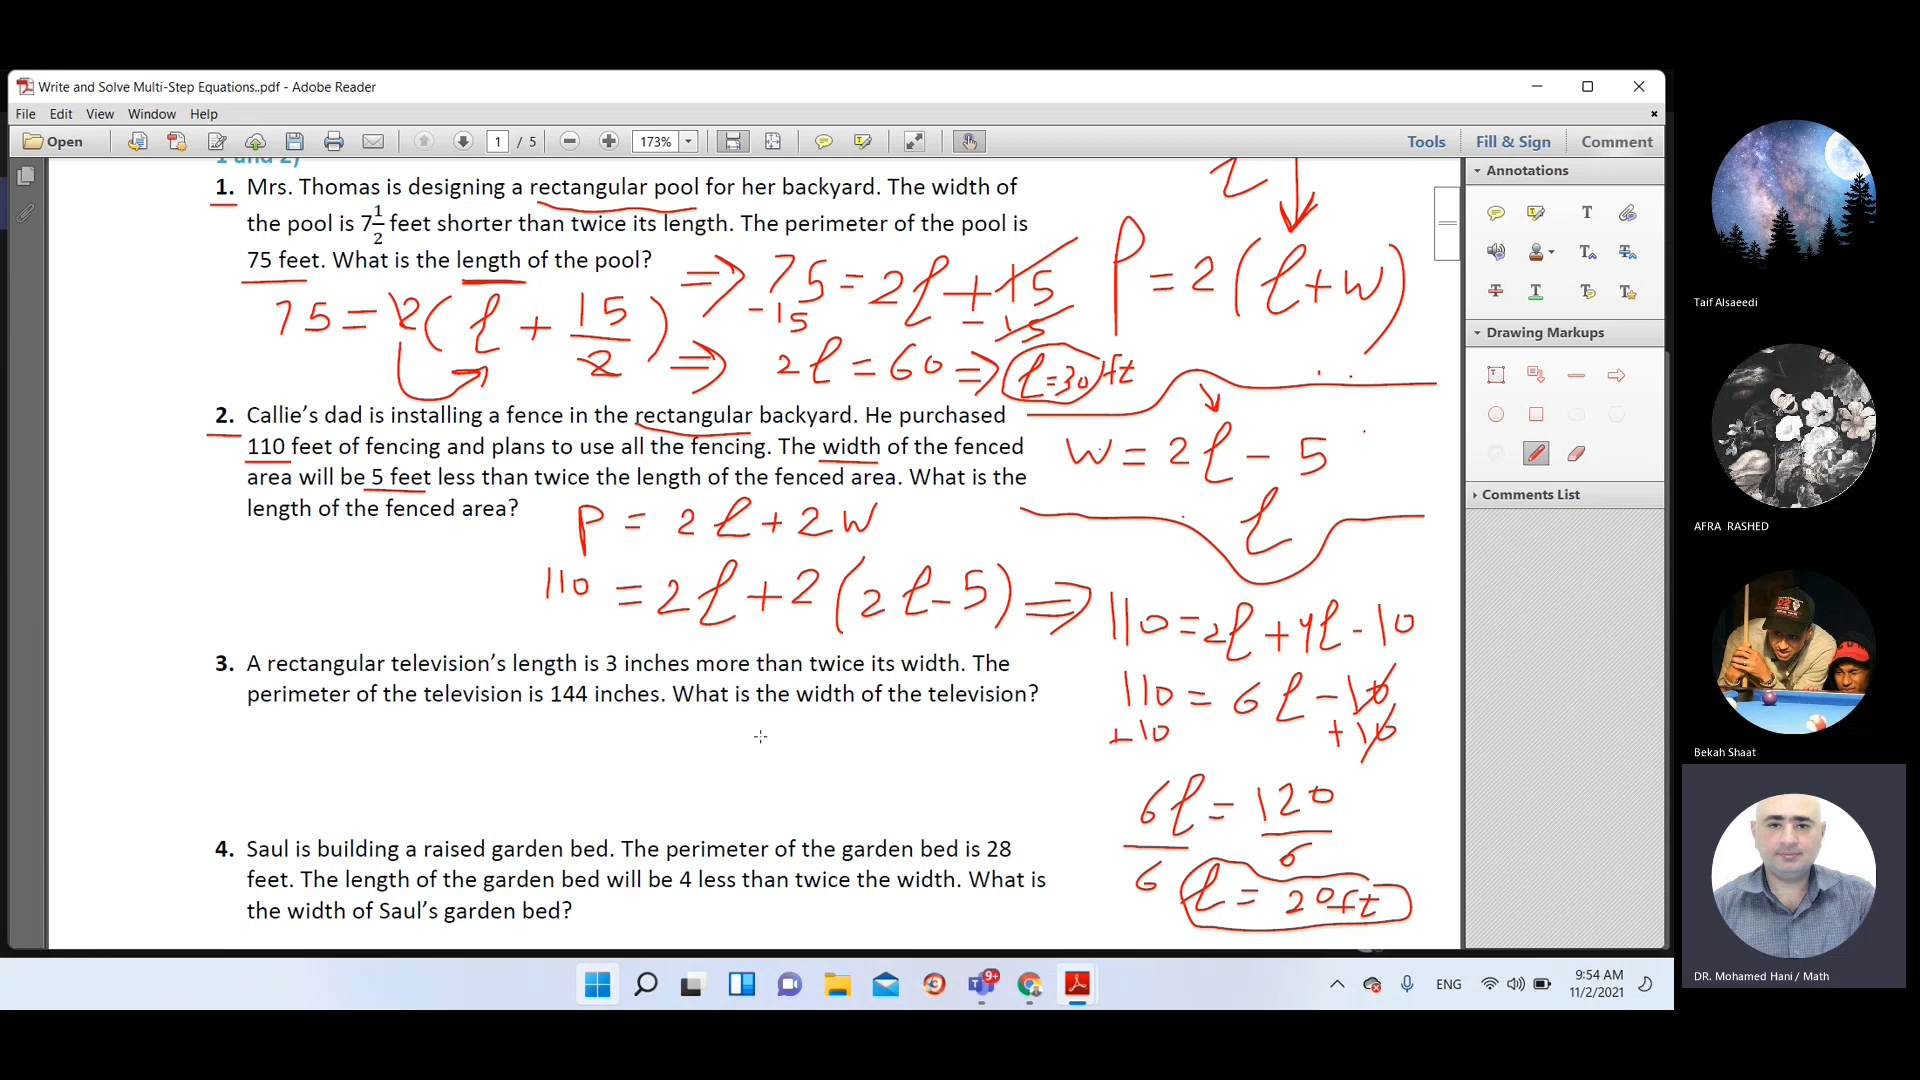 Write and Solve Multi-Step Equations..pdf - Adobe Reader
File Edit View Window Help
Open 1 / 5 173% Tools Fill & Sign Comment
1 and 2)
1. Mrs. Thomas is designing a rectangular pool for her backyard. The width of
the pool is 7 1/2 feet shorter than twice its length. The perimeter of the pool is
75 feet. What is the length of the pool?
75 = 2(l + 15/2)
⇒ 75 = 2l + 15
-15 - 15
⇒ 2l = 60 ⇒ l = 30 ft
2
P = 2(l+w)
2. Callie’s dad is installing a fence in the rectangular backyard. He purchased
110 feet of fencing and plans to use all the fencing. The width of the fenced
area will be 5 feet less than twice the length of the fenced area. What is the
length of the fenced area?
w = 2l - 5
l
P = 2l + 2w
110 = 2l + 2(2l - 5) ⇒
110 = 2l + 4l - 10
110 = 6l - 10
+10 + 10
6l = 120
6 6
l = 20 ft
3. A rectangular television’s length is 3 inches more than twice its width. The
perimeter of the television is 144 inches. What is the width of the television?
4. Saul is building a raised garden bed. The perimeter of the garden bed is 28
feet. The length of the garden bed will be 4 less than twice the width. What is
the width of Saul’s garden bed?
Annotations
Drawing Markups
Comments List
Taif Alsaeedi
AFRA RASHED
Bekah Shaat
DR. Mohamed Hani / Math
9+
ENG
9:54 AM
11/2/2021